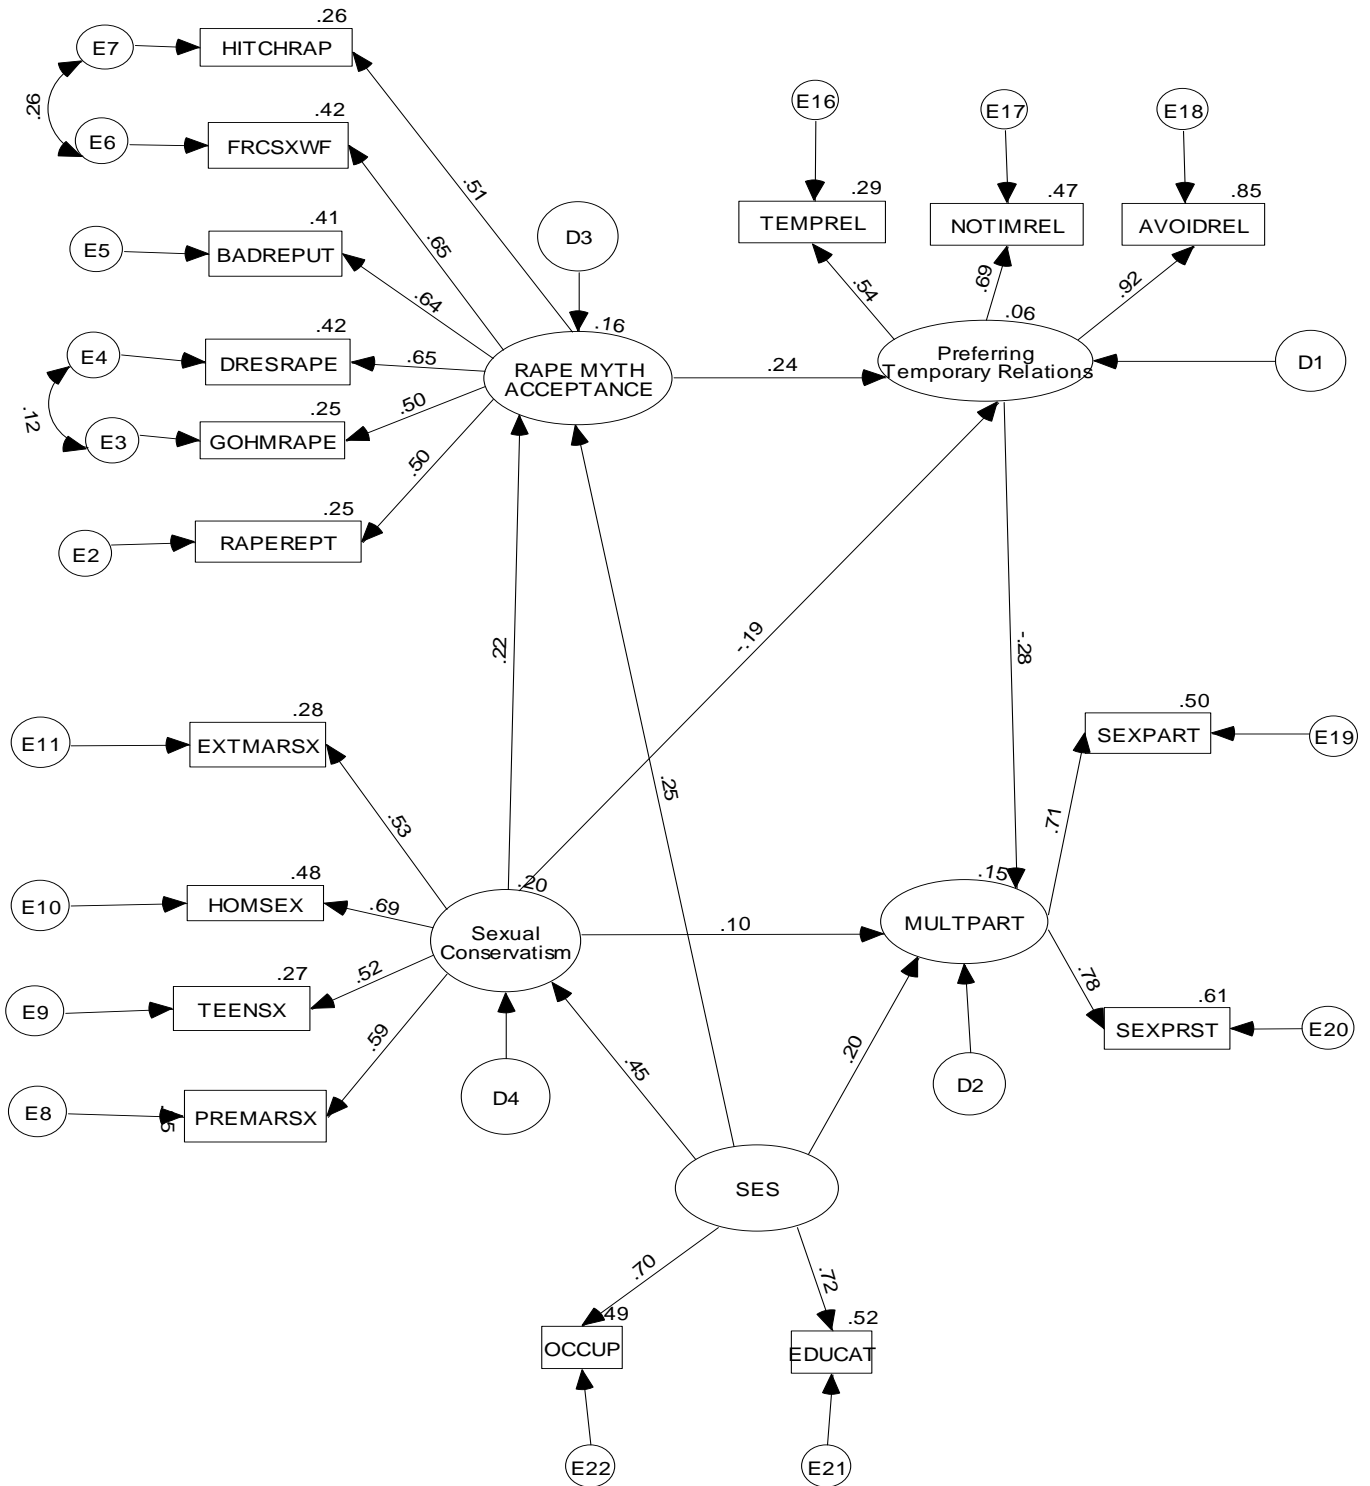 .26
E7
HITCHRAP
.26
.42
E6
FRCSXWF
.51
.65
.41
E5
BADREPUT
.64
.42
E4
DRESRAPE
.65
.12
.25
E3
GOHMRAPE
.50
.50
.25
E2
RAPEREPT
D3
.16
RAPE MYTH
ACCEPTANCE
.24
E16
E17
E18
.29
TEMPREL
.47
NOTIMREL
.85
AVOIDREL
.54
.69
.92
.06
Preferring
Temporary Relations
D1
.22
-.19
-.28
.25
.28
E11
EXTMARSX
.53
.48
E10
HOMSEX
.69
.27
E9
TEENSX
.52
.59
E8
PREMARSX
.20
Sexual
Conservatism
.10
D4
.45
.50
SEXPART
E19
.71
.15
MULTPART
.78
.61
SEXPRST
E20
.20
D2
SES
.70
.72
.49
OCCUP
.52
EDUCAT
E22
E21